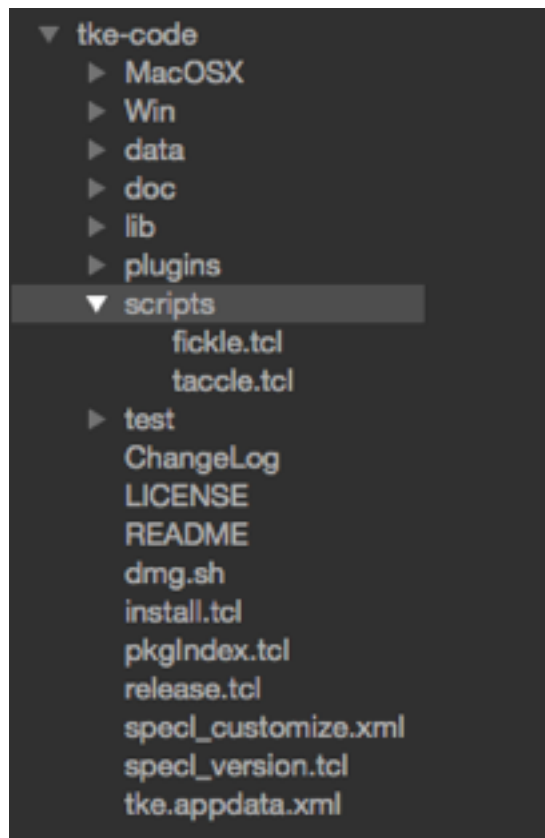 tke-code
MacOSX
Win
data
doc
lib
plugins
scripts
fickle.tcl
taccle.tcl
test
ChangeLog
LICENSE
README
dmg.sh
install.tcl
pkgIndex.tcl
release.tcl
specl_customize.xml
specl_version.tcl
tke.appdata.xml